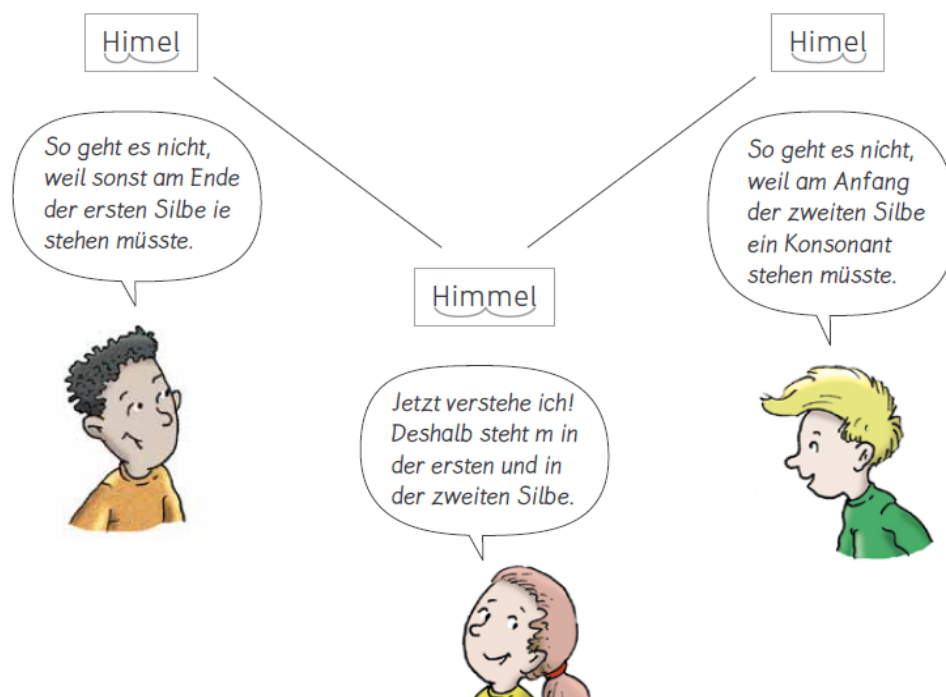 Himel
Himel
So geht es nicht,
weil sonst am Ende
der ersten Silbe ie
stehen müsste.
So geht es nicht,
weil am Anfang
der zweiten Silbe
ein Konsonant
stehen müsste.
Himmel
Jetzt verstehe ich!
Deshalb steht m in
der ersten und in
der zweiten Silbe.